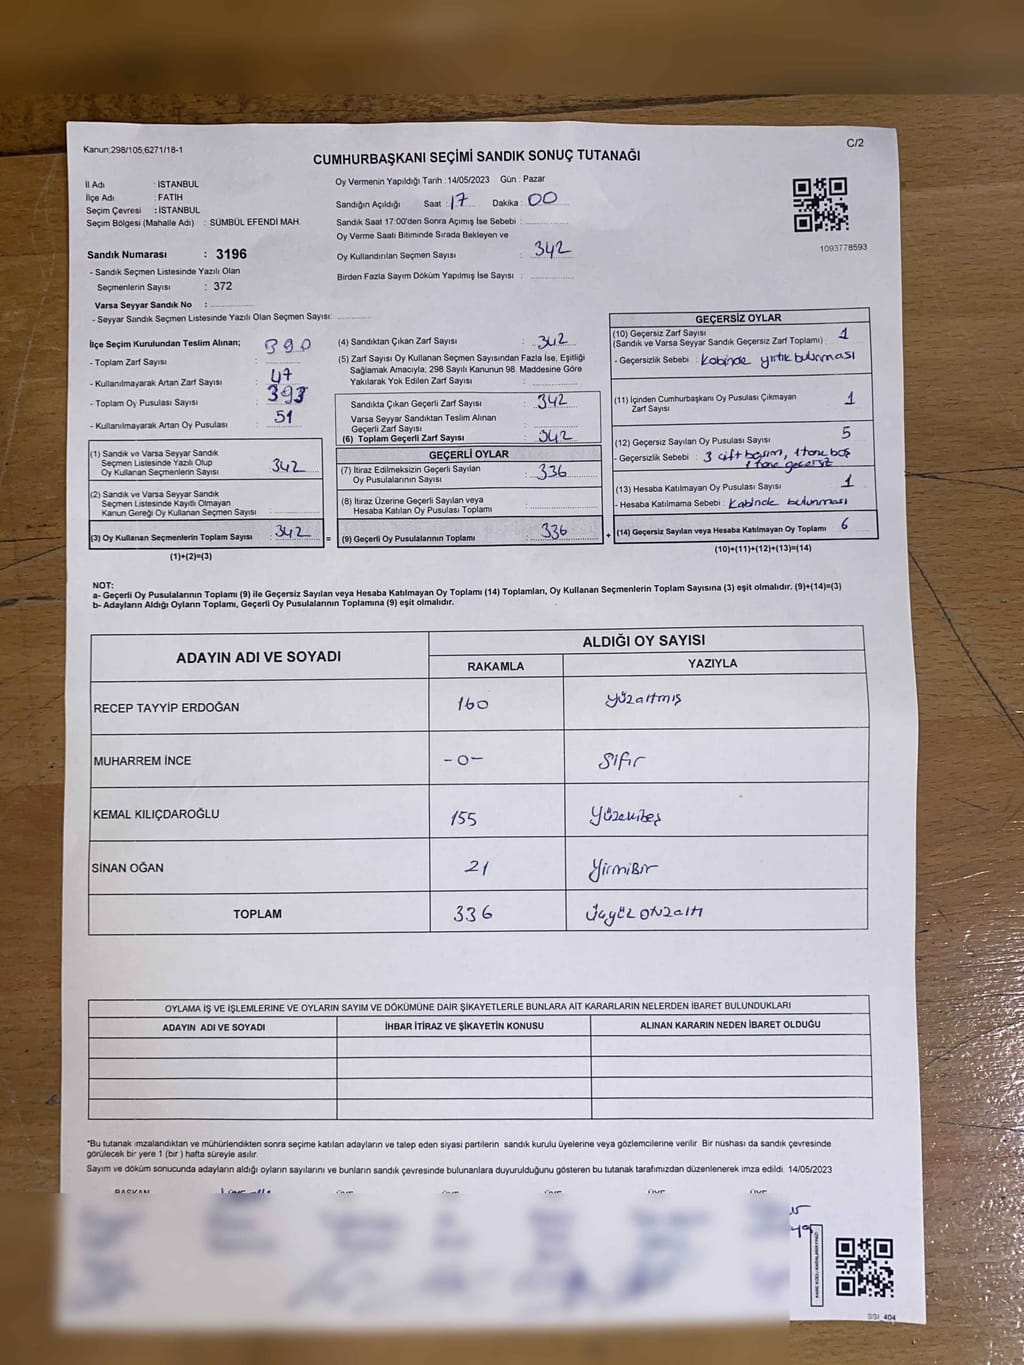 Kanun;298/105;6271/18-1
C/2
CUMHURBAŞKANI SEÇİMİ SANDIK SONUÇ TUTANAĞI
İl Adı : İSTANBUL
İlçe Adı : FATİH
Seçim Çevresi : İSTANBUL
Seçim Bölgesi (Mahalle Adı) : SÜMBÜL EFENDİ MAH.
Oy Vermenin Yapıldığı Tarih : 14/05/2023 Gün : Pazar
Sandığın Açıldığı Saat : 17 Dakika : 00
Sandık Saat 17:00'den Sonra Açımış İse Sebebi :
Oy Verme Saati Bitiminde Sırada Bekleyen ve
Oy Kullandırılan Seçmen Sayısı : 342
Birden Fazla Sayım Döküm Yapılmış İse Sayısı :
1093778593
Sandık Numarası : 3196
- Sandık Seçmen Listesinde Yazılı Olan
Seçmenlerin Sayısı : 372
Varsa Seyyar Sandık No :
- Seyyar Sandık Seçmen Listesinde Yazılı Olan Seçmen Sayısı:
İlçe Seçim Kurulundan Teslim Alınan;
- Toplam Zarf Sayısı : 390
- Kullanılmayarak Artan Zarf Sayısı : 47
- Toplam Oy Pusulası Sayısı : 393
- Kullanılmayarak Artan Oy Pusulası : 51
(1) Sandık ve Varsa Seyyar Sandık
Seçmen Listesinde Yazılı Olup
Oy Kullanan Seçmenlerin Sayısı : 342
(2) Sandık ve Varsa Seyyar Sandık
Seçmen Listesinde Kayıtlı Olmayan
Kanun Gereği Oy Kullanan Seçmen Sayısı :
(3) Oy Kullanan Seçmenlerin Toplam Sayısı : 342 =
(1)+(2)=(3)
(4) Sandıktan Çıkan Zarf Sayısı : 342
(5) Zarf Sayısı Oy Kullanan Seçmen Sayısından Fazla İse, Eşitliği
Sağlamak Amacıyla, 298 Sayılı Kanunun 98. Maddesine Göre
Yakılarak Yok Edilen Zarf Sayısı :
Sandıkta Çıkan Geçerli Zarf Sayısı : 342
Varsa Seyyar Sandıktan Teslim Alınan
Geçerli Zarf Sayısı :
(6) Toplam Geçerli Zarf Sayısı : 342
GEÇERLİ OYLAR
(7) İtiraz Edilmeksizin Geçerli Sayılan
Oy Pusulalarının Sayısı : 336
(8) İtiraz Üzerine Geçerli Sayılan veya
Hesaba Katılan Oy Pusulası Toplamı :
(9) Geçerli Oy Pusulalarının Toplamı : 336 +
GEÇERSİZ OYLAR
(10) Geçersiz Zarf Sayısı
(Sandık ve Varsa Seyyar Sandık Geçersiz Zarf Toplamı) : 1
- Geçersizlik Sebebi : Kabinde yırtık bulunması
(11) İçinden Cumhurbaşkanı Oy Pusulası Çıkmayan
Zarf Sayısı : 1
(12) Geçersiz Sayılan Oy Pusulası Sayısı : 5
- Geçersizlik Sebebi : 3 çift basım, 1 tane boş
1 tane geçersiz
(13) Hesaba Katılmayan Oy Pusulası Sayısı : 1
- Hesaba Katılmama Sebebi : Kabinde bulunması
(14) Geçersiz Sayılan veya Hesaba Katılmayan Oy Toplamı : 6
(10)+(11)+(12)+(13)=(14)
NOT:
a- Geçerli Oy Pusulalarının Toplamı (9) ile Geçersiz Sayılan veya Hesaba Katılmayan Oy Toplamı (14) Toplamları, Oy Kullanan Seçmenlerin Toplam Sayısına (3) eşit olmalıdır. (9)+(14)=(3)
b- Adayların Aldığı Oyların Toplamı, Geçerli Oy Pusulalarının Toplamına (9) eşit olmalıdır.
ADAYIN ADI VE SOYADI
ALDIĞI OY SAYISI
RAKAMLA YAZIYLA
RECEP TAYYİP ERDOĞAN 160 Yüzaltmış
MUHARREM İNCE -0- Sıfır
KEMAL KILIÇDAROĞLU 155
SİNAN OĞAN 21 YirmiBir
TOPLAM 336
OYLAMA İŞ VE İŞLEMLERİNE VE OYLARIN SAYIM VE DÖKÜMÜNE DAİR ŞİKAYETLERLE BUNLARA AİT KARARLARIN NELERDEN İBARET BULUNDUKLARI
ADAYIN ADI VE SOYADI İHBAR İTİRAZ VE ŞİKAYETİN KONUSU ALINAN KARARIN NEDEN İBARET OLDUĞU
*Bu tutanak imzalandıktan ve mühürlendikten sonra seçime katılan adayların ve talep eden siyasi partilerin sandık kurulu üyelerine veya gözlemcilerine verilir. Bir nüshası da sandık çevresinde
görülecek bir yere 1 (bir ) hafta süreyle asılır.
Sayım ve döküm sonucunda adayların aldığı oyların sayılarını ve bunların sandık çevresinde bulunanlara duyurulduğunu gösteren bu tutanak tarafımızdan düzenlenerek imza edildi. 14/05/2023
BAŞKAN
SSI_404